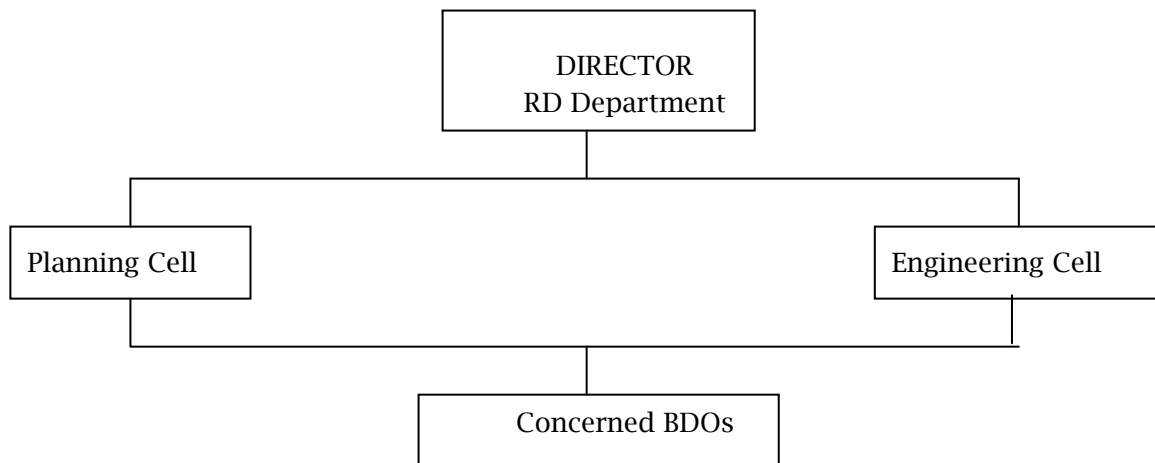 DIRECTOR
RD Department
Planning Cell
Engineering Cell
Concerned BDOs